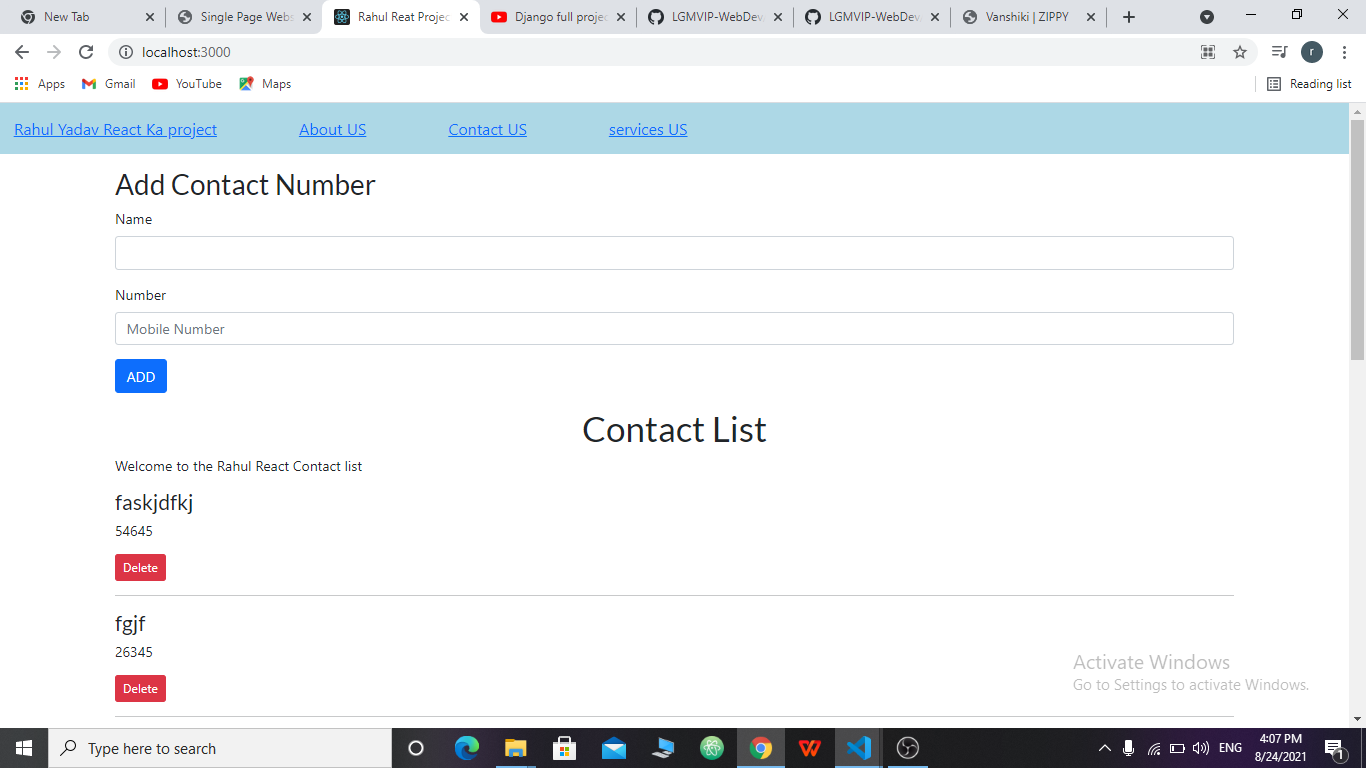 New Tab
Single Page Webs
Rahul Reat Projec
Django full projec
LGMVIP-WebDev
LGMVIP-WebDev
Vanshiki | ZIPPY
localhost:3000
r
Apps
Gmail
YouTube
Maps
Reading list
Rahul Yadav React Ka project
About US
Contact US
services US
Add Contact Number
Name
Number
Mobile Number
ADD
Contact List
Welcome to the Rahul React Contact list
faskjdfkj
54645
Delete
fgjf
26345
Delete
Activate Windows
Go to Settings to activate Windows.
Type here to search
ENG
4:07 PM
8/24/2021
1